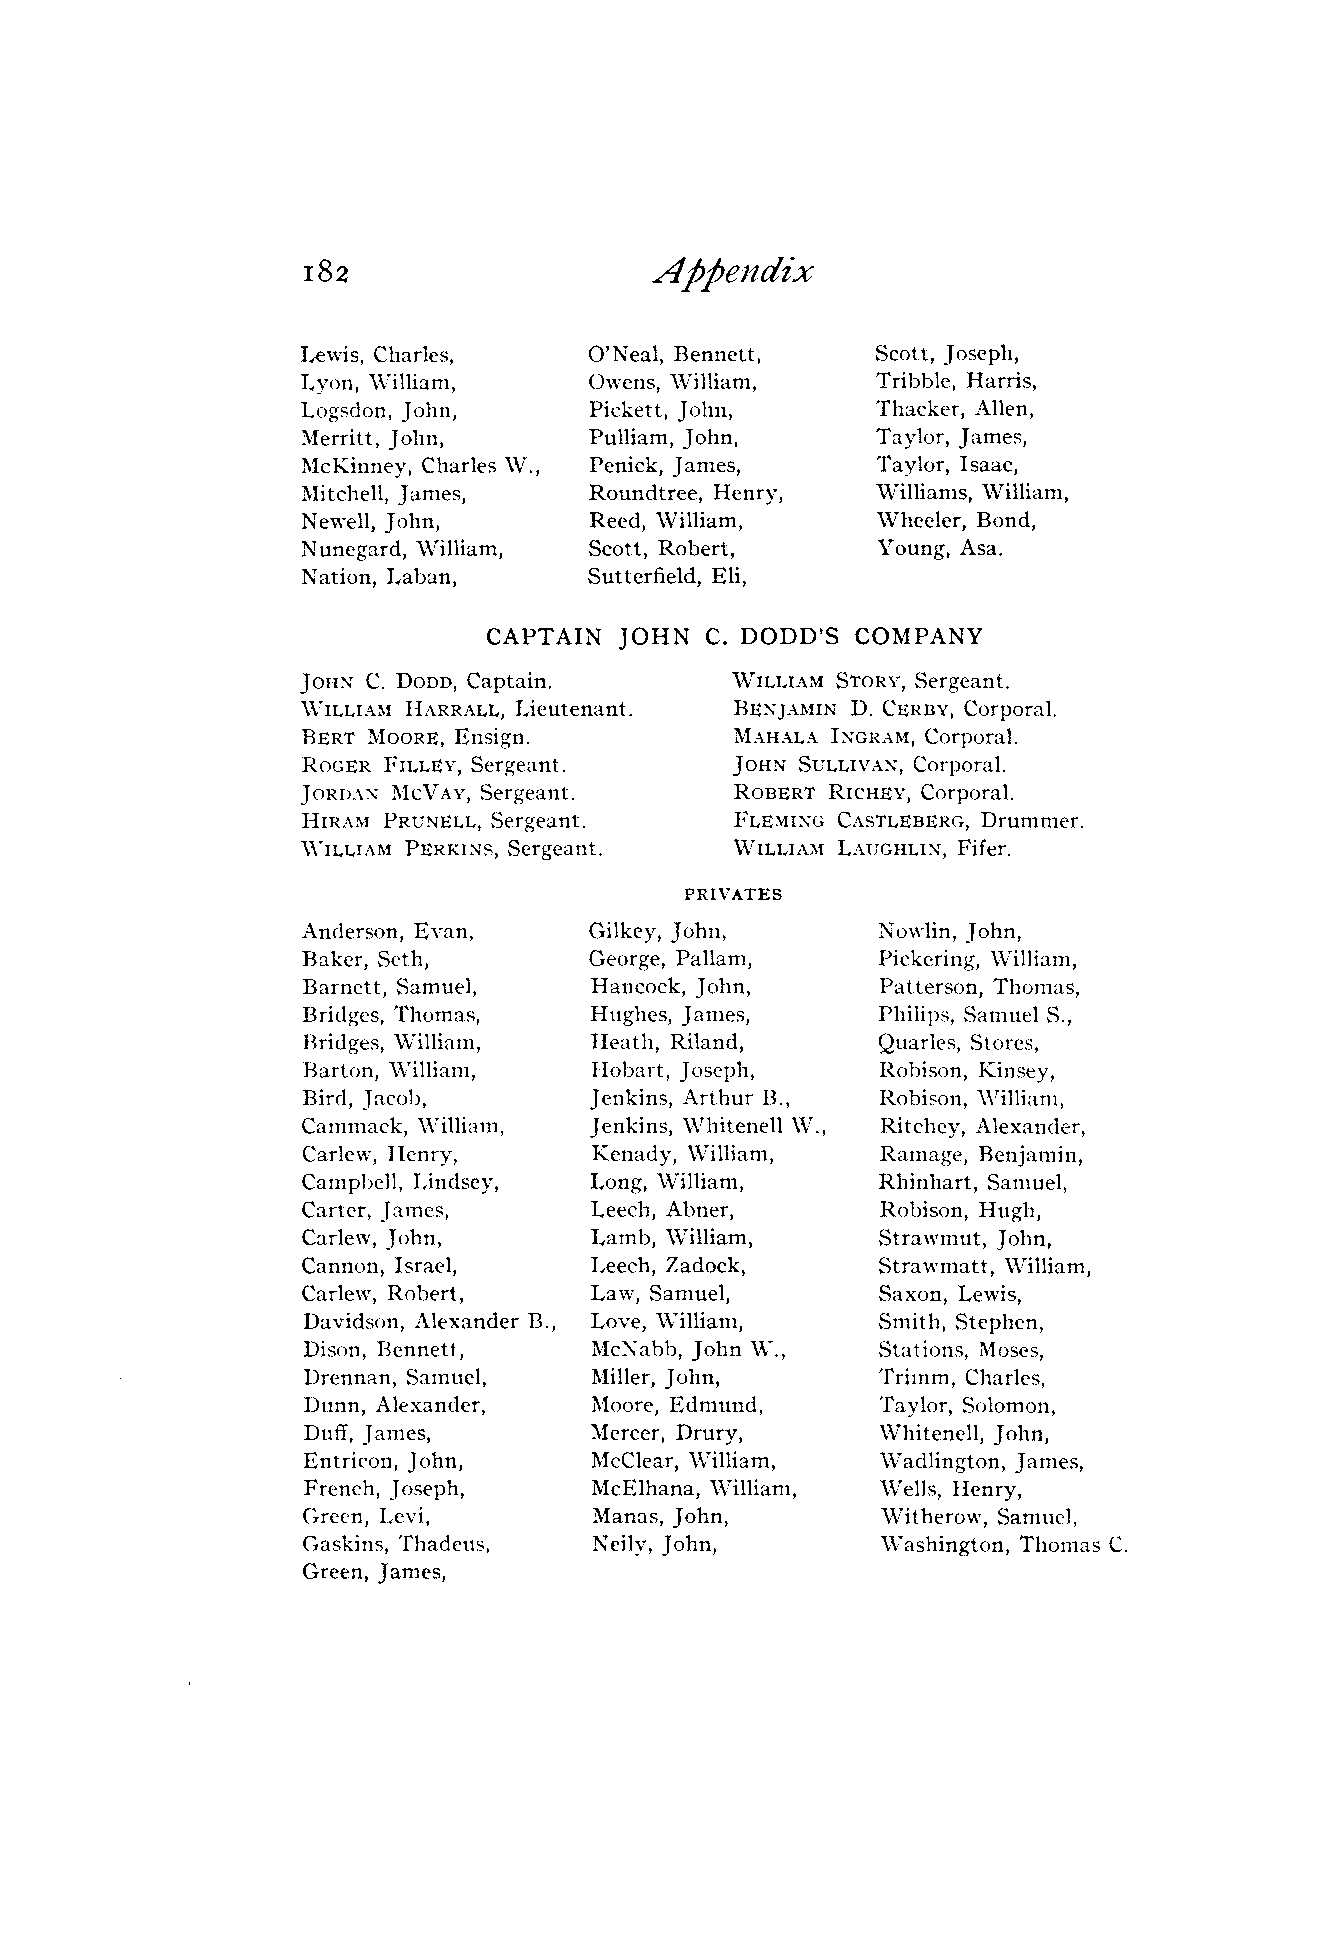 182 Appendix
Lewis, Charles,
Lyon, William,
Logsdon, John,
Merritt, John,
McKinney, Charles W.,
Mitchell, James,
Newell, John,
Nunegard, William,
Nation, Laban,
O'Neal, Bennett,
Owens, William,
Pickett, John,
Pulliam, John,
Penick, James,
Roundtree, Henry,
Reed, William,
Scott, Robert,
Sutterfield, Eli,
Scott, Joseph,
Tribble, Harris,
Thacker, Allen,
Taylor, James,
Taylor, Isaac,
Williams, William,
Wheeler, Bond,
Young, Asa.
CAPTAIN JOHN C. DODD'S COMPANY
JOHN C. DODD, Captain.
WILLIAM HARRALL, Lieutenant.
BERT MOORE, Ensign.
ROGER FILLEY, Sergeant.
JORDAN MCVAY, Sergeant.
HIRAM PRUNELL, Sergeant.
WILLIAM PERKINS, Sergeant.
WILLIAM STORY, Sergeant.
BENJAMIN D. CERBY, Corporal.
MAHALA INGRAM, Corporal.
JOHN SULLIVAN, Corporal.
ROBERT RICHEY, Corporal.
FLEMING CASTLEBERG, Drummer.
WILLIAM LAUGHLIN, Fifer.
PRIVATES
Anderson, Evan,
Baker, Seth,
Barnett, Samuel,
Bridges, Thomas,
Bridges, William,
Barton, William,
Bird, Jacob,
Cammack, William,
Carlew, Henry,
Campbell, Lindsey,
Carter, James,
Carlew, John,
Cannon, Israel,
Carlew, Robert,
Davidson, Alexander B.,
Dison, Bennett,
Drennan, Samuel,
Dunn, Alexander,
Duff, James,
Entricon, John,
French, Joseph,
Green, Levi,
Gaskins, Thadeus,
Green, James,
Gilkey, John,
George, Pallam,
Hancock, John,
Hughes, James,
Heath, Riland,
Hobart, Joseph,
Jenkins, Arthur B.,
Jenkins, Whitenell W.,
Kenady, William,
Long, William,
Leech, Abner,
Lamb, William,
Leech, Zadock,
Law, Samuel,
Love, William,
McNabb, John W.,
Miller, John,
Moore, Edmund,
Mercer, Drury,
McClear, William,
McElhana, William,
Manas, John,
Neily, John,
Nowlin, John,
Pickering, William,
Patterson, Thomas,
Philips, Samuel S.,
Quarles, Stores,
Robison, Kinsey,
Robison, William,
Ritchey, Alexander,
Ramage, Benjamin,
Rhinhart, Samuel,
Robison, Hugh,
Strawmut, John,
Strawmatt, William,
Saxon, Lewis,
Smith, Stephen,
Stations, Moses,
Trimm, Charles,
Taylor, Solomon,
Whitenell, John,
Wadlington, James,
Wells, Henry,
Witherow, Samuel,
Washington, Thomas C.